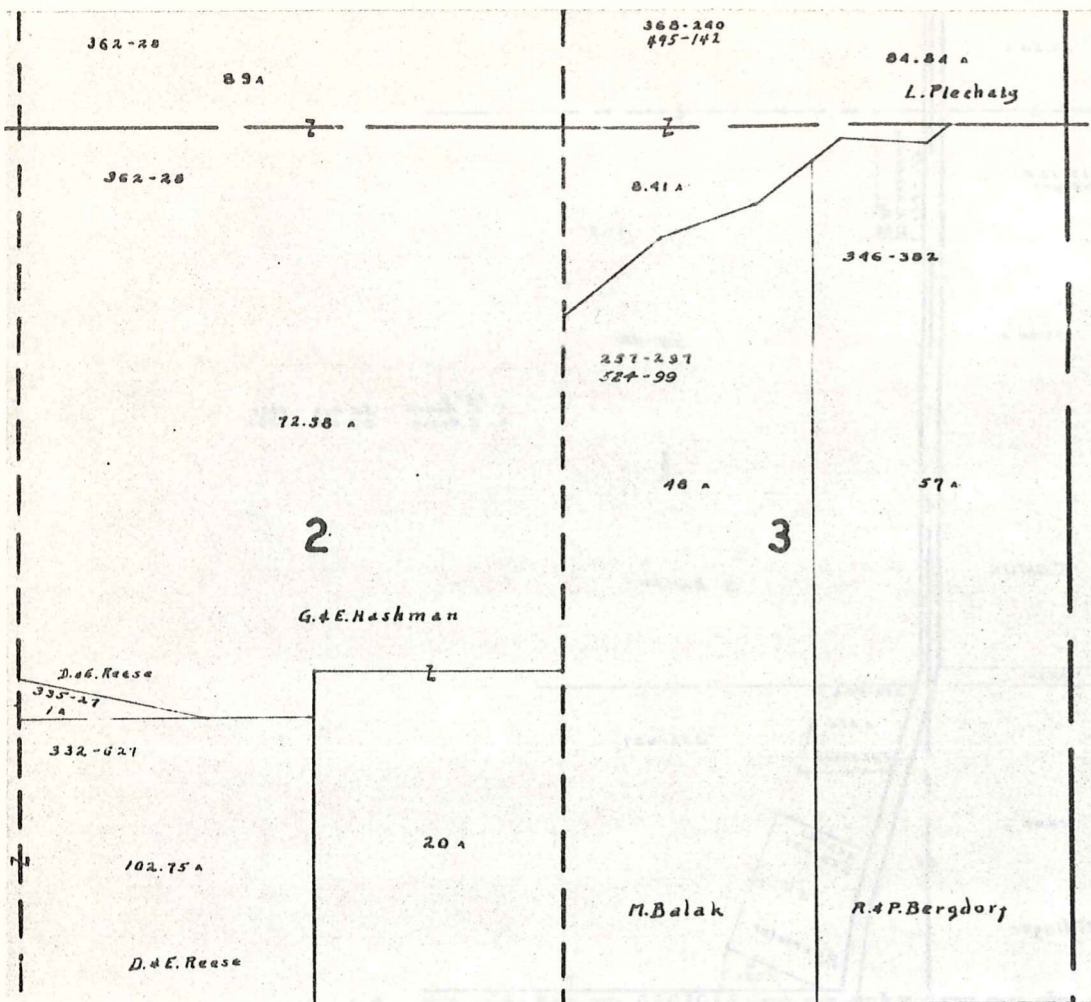 362-28
89 A
368-240
495-142
84.84 A
L. Plechaty
362-28
8.41 A
346-382
257-297
524-99
72.38 A
48 A
57 A
2
3
G. & E. Hashman
D. & E. Reese
335-27
1 A
332-627
20 A
102.75 A
M. Balak
R. & P. Bergdorf
D. & E. Reese